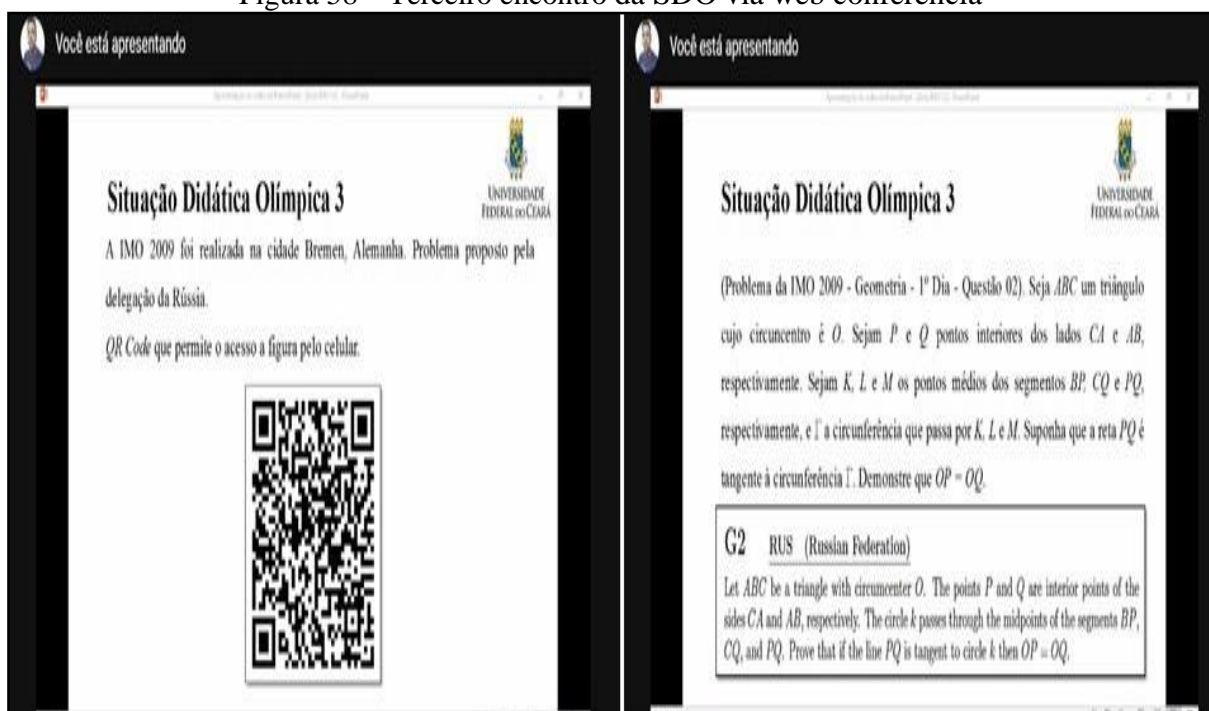 Figura 38 – Terceiro encontro da SDO via web conferência
Você está apresentando
UNIVERSIDADE
FEDERAL DO CEARÁ
Situação Didática Olímpica 3
A IMO 2009 foi realizada na cidade Bremen, Alemanha. Problema proposto pela
delegação da Rússia.
QR Code que permite o acesso a figura pelo celular.
Você está apresentando
UNIVERSIDADE
FEDERAL DO CEARÁ
Situação Didática Olímpica 3
(Problema da IMO 2009 - Geometria - 1º Dia - Questão 02). Seja ABC um triângulo
cujo circuncentro é O. Sejam P e Q pontos interiores dos lados CA e AB,
respectivamente. Sejam K, L e M os pontos médios dos segmentos BP, CQ e PQ,
respectivamente, e Γ a circunferência que passa por K, L e M. Suponha que a reta PQ é
tangente à circunferência Γ. Demonstre que OP = OQ.
G2 RUS (Russian Federation)
Let ABC be a triangle with circumcenter O. The points P and Q are interior points of the
sides CA and AB, respectively. The circle k passes through the midpoints of the segments BP,
CQ, and PQ. Prove that if the line PQ is tangent to circle k then OP = OQ.